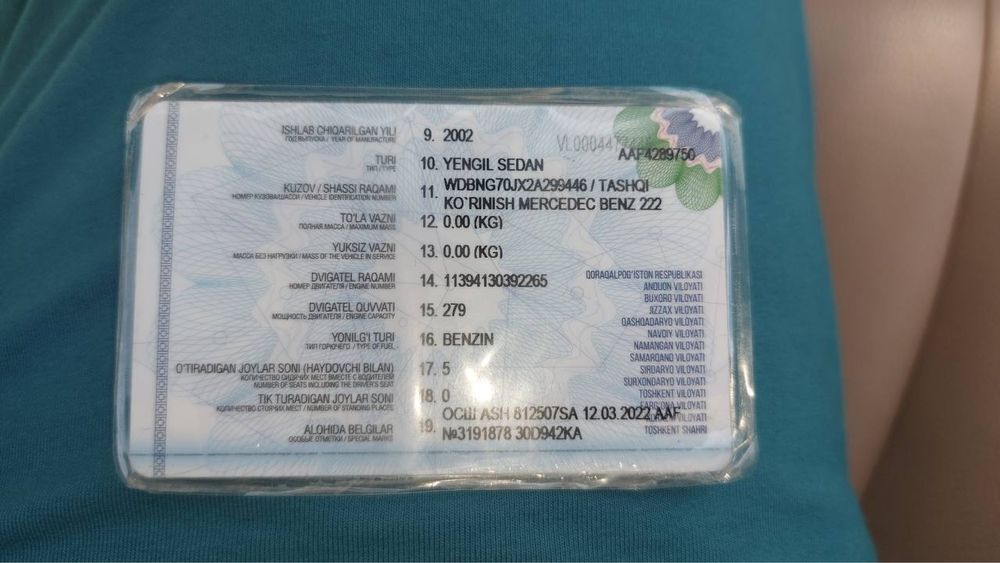 ISHLAB CHIQARILGAN YILI 9. 2002
ГОД ВЫПУСКА / YEAR OF MANUFACTURE
AAF4289750
TURI 10. YENGIL SEDAN
ТИП / TYPE
KUZOV / SHASSI RAQAMI 11. WDBNG70JX2A299446 / TASHQI
НОМЕР КУЗОВА/ШАССИ / VEHICLE IDENTIFICATION NUMBER KO`RINISH MERCEDEC BENZ 222
TO'LA VAZNI 12. 0.00 (KG)
ПОЛНАЯ МАССА / MAXIMUM MASS
YUKSIZ VAZNI 13. 0.00 (KG)
МАССА БЕЗ НАГРУЗКИ / MASS OF THE VEHICLE IN SERVICE
DVIGATEL RAQAMI 14. 11394130392265
НОМЕР ДВИГАТЕЛЯ / ENGINE NUMBER
DVIGATEL QUVVATI 15. 279
МОЩНОСТЬ ДВИГАТЕЛЯ / ENGINE CAPACITY
YONILG'I TURI 16. BENZIN
ТИП ГОРЮЧЕГО / TYPE OF FUEL
O'TIRADIGAN JOYLAR SONI (HAYDOVCHI BILAN) 17. 5
КОЛИЧЕСТВО СИДЯЧИХ МЕСТ ВМЕСТЕ С ВОДИТЕЛЕМ
NUMBER OF SEATS INCLUDING THE DRIVER'S SEAT
TIK TURADIGAN JOYLAR SONI 18. 0
КОЛИЧЕСТВО СТОЯЧИХ МЕСТ / NUMBER OF STANDING PLACES
ALOHIDA BELGILAR 19. ОСШ ASH 812507SA 12.03.2022 AAF
ОСОБЫЕ ОТМЕТКИ / SPECIAL MARKS №3191878 30D942KA
QORAQALPOG'ISTON RESPUBLIKASI
ANDIJON VILOYATI
BUXORO VILOYATI
JIZZAX VILOYATI
QASHQADARYO VILOYATI
NAVOIY VILOYATI
NAMANGAN VILOYATI
SAMARQAND VILOYATI
SIRDARYO VILOYATI
SURXONDARYO VILOYATI
TOSHKENT VILOYATI
FARG'ONA VILOYATI
VILOYATI
TOSHKENT SHAHRI